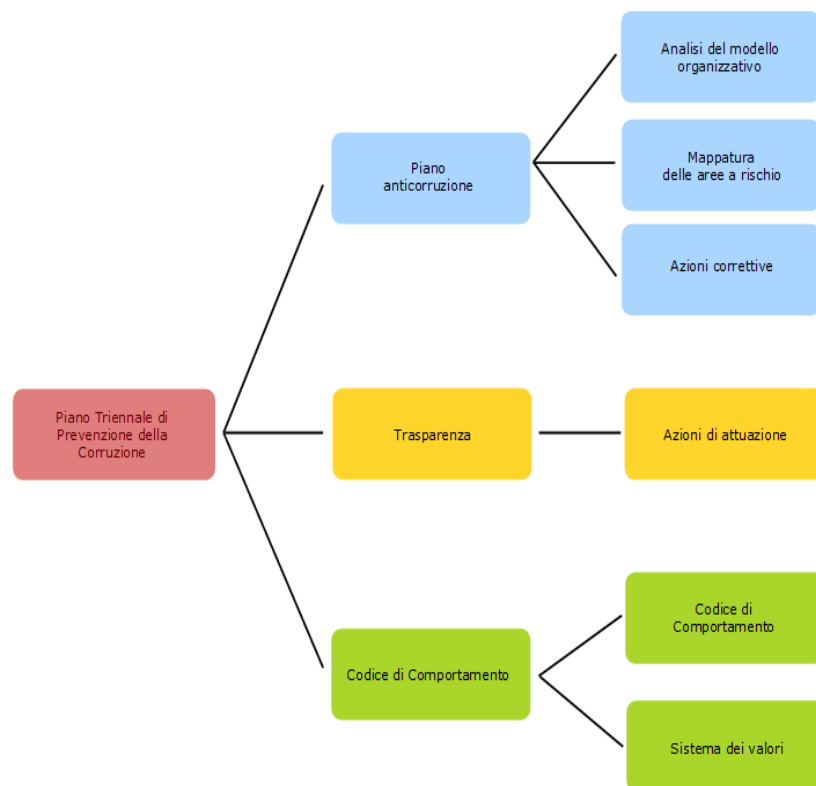 Analisi del modello
organizzativo
Piano
anticorruzione
Mappatura
delle aree a rischio
Azioni correttive
Piano Triennale di
Prevenzione della
Corruzione
Trasparenza
Azioni di attuazione
Codice di Comportamento
Codice di
Comportamento
Sistema dei valori